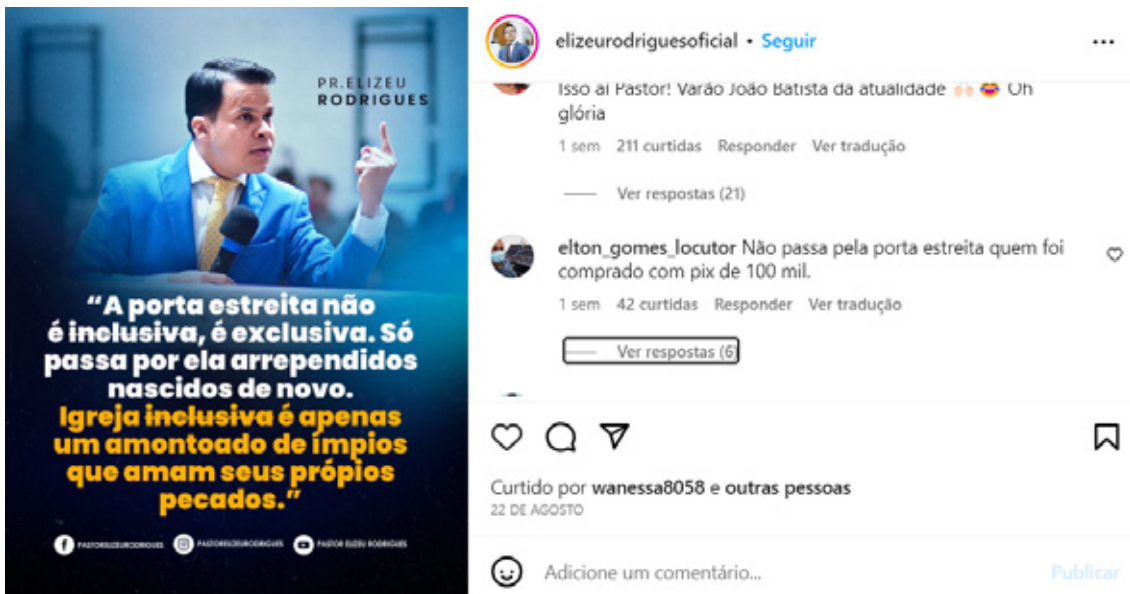 PR.ELIZEU
RODRIGUES
“A porta estreita não
é inclusiva, é exclusiva. Só
passa por ela arrependidos
nascidos de novo.
Igreja inclusiva é apenas
um amontoado de ímpios
que amam seus própios
pecados.”
PASTORELIZEURODRIGUES PASTORELIZEURODRIGUES PASTOR ELIZEU RODRIGUES
elizeurodriguesoficial • Seguir
Isso aí Pastor! Varão João Batista da atualidade 🙌🏻 😂 Oh
glória
1 sem 211 curtidas Responder Ver tradução
Ver respostas (21)
elton_gomes_locutor Não passa pela porta estreita quem foi
comprado com pix de 100 mil.
1 sem 42 curtidas Responder Ver tradução
Ver respostas (6)
Curtido por wanessa8058 e outras pessoas
22 DE AGOSTO
Adicione um comentário... Publicar